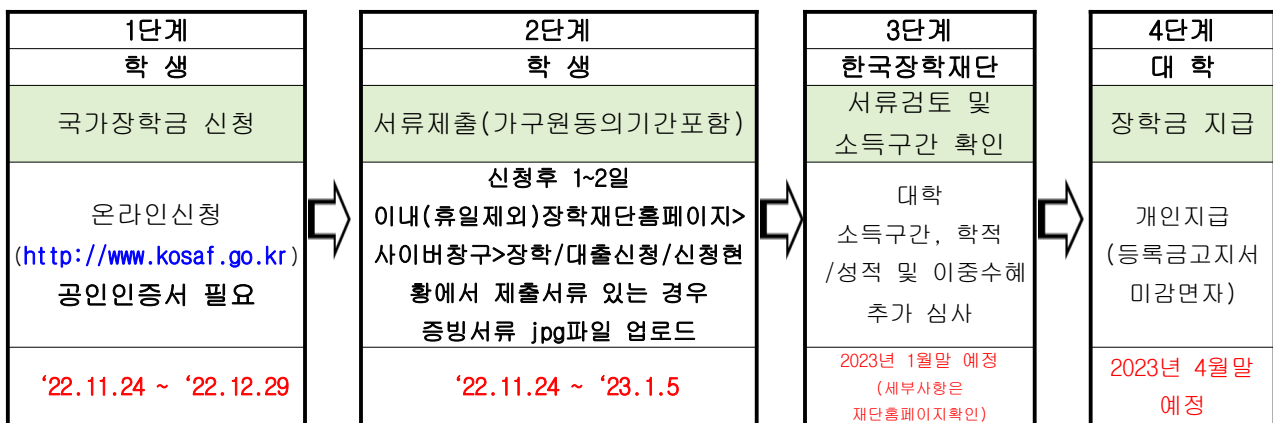 1단계
학 생
국가장학금 신청
온라인신청
(http://www.kosaf.go.kr)
공인인증서 필요
‘22.11.24 ~ ‘22.12.29
2단계
학 생
서류제출(가구원동의기간포함)
신청후 1~2일
이내(휴일제외)장학재단홈페이지>
사이버창구>장학/대출신청/신청현
황에서 제출서류 있는 경우
증빙서류 jpg파일 업로드
‘22.11.24 ~ ‘23.1.5
3단계
한국장학재단
서류검토 및
소득구간 확인
대학
소득구간, 학적
/성적 및 이중수혜
추가 심사
2023년 1월말 예정
(세부사항은
재단홈페이지확인)
4단계
대 학
장학금 지급
개인지급
(등록금고지서
미감면자)
2023년 4월말
예정